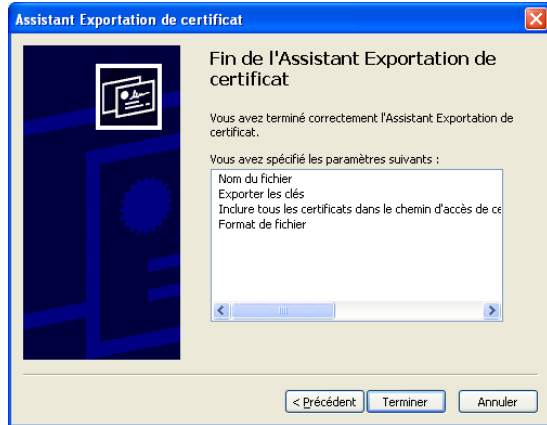 Assistant Exportation de certificat
Fin de l'Assistant Exportation de
certificat
Vous avez terminé correctement l'Assistant Exportation de
certificat.
Vous avez spécifié les paramètres suivants :
Nom du fichier
Exporter les clés
Inclure tous les certificats dans le chemin d'accès de ce
Format de fichier
< Précédent
Terminer
Annuler